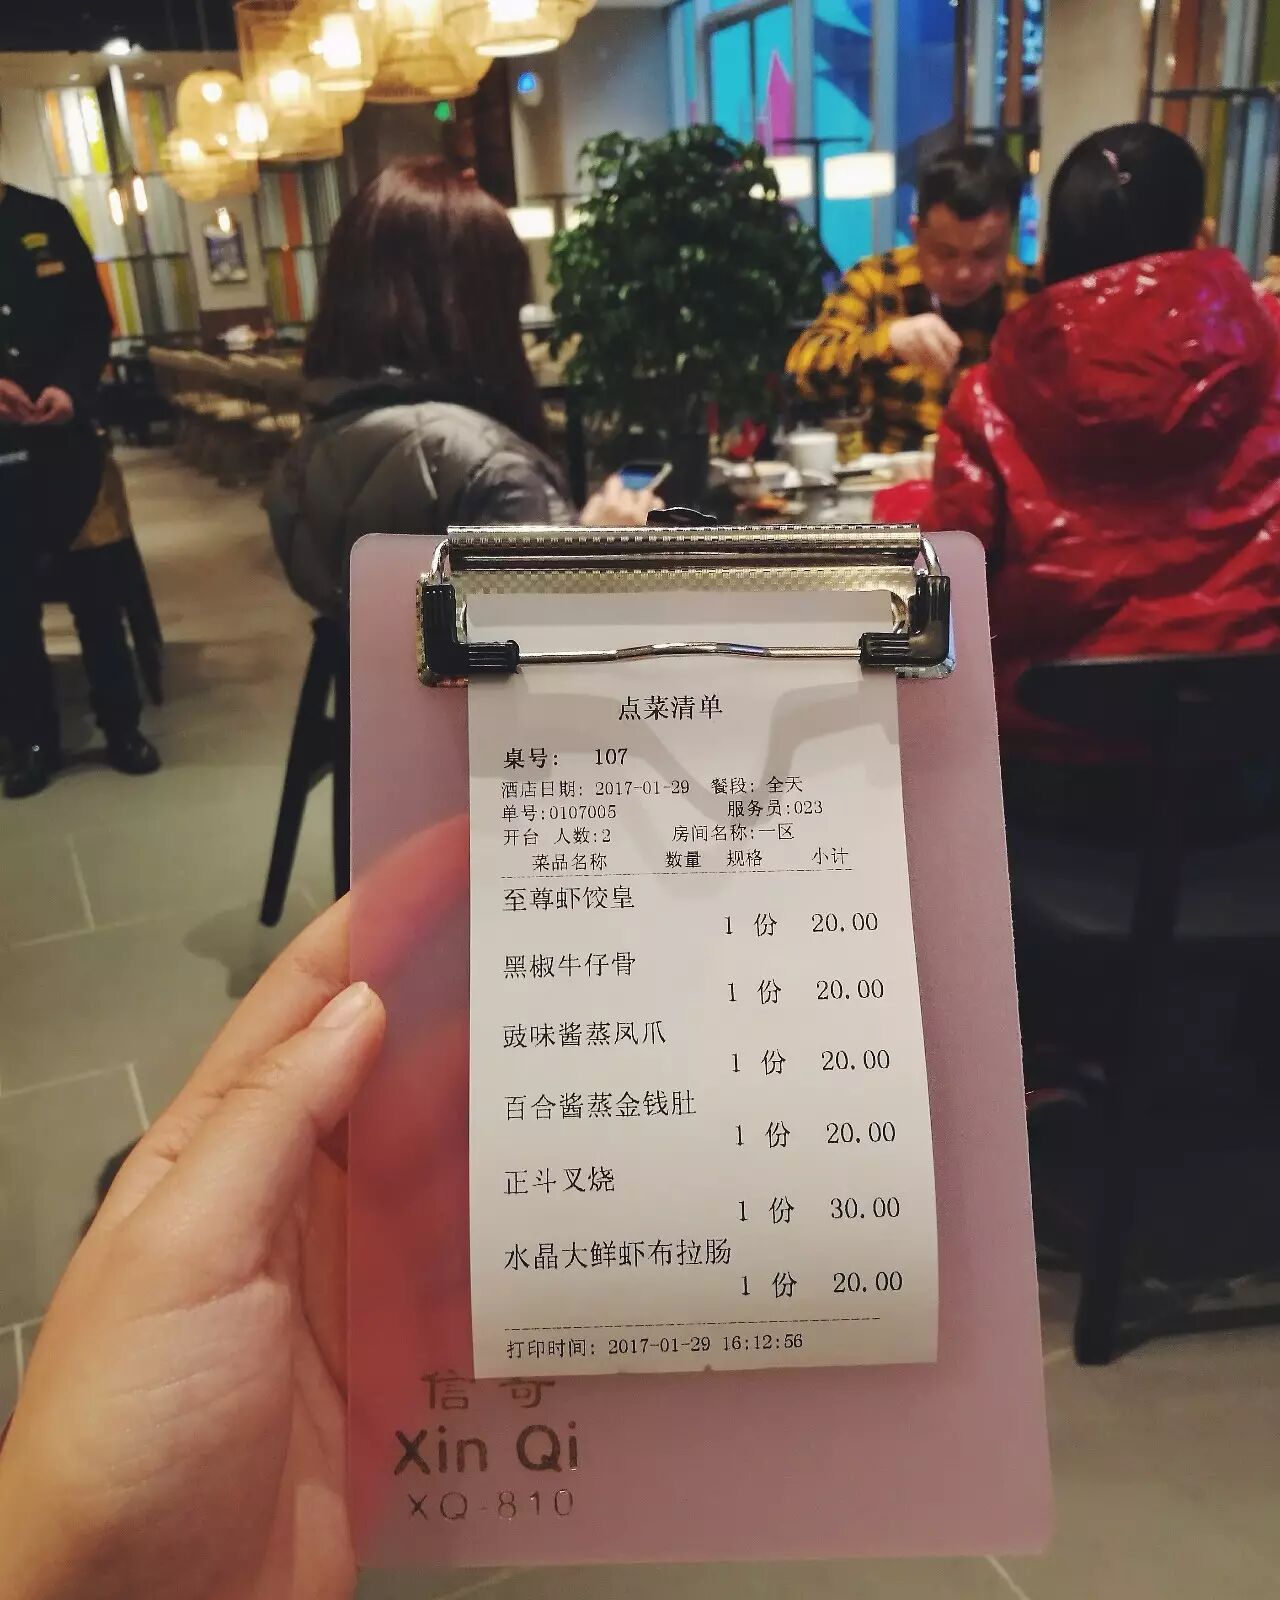 点菜清单
桌号: 107
酒店日期: 2017-01-29 餐段: 全天
单号:0107005 服务员:023
开台 人数:2 房间名称:一区
菜品名称 数量 规格 小计
至尊虾饺皇
1 份 20.00
黑椒牛仔骨
1 份 20.00
豉味酱蒸凤爪
1 份 20.00
百合酱蒸金钱肚
1 份 20.00
正斗叉烧
1 份 30.00
水晶大鲜虾布拉肠
1 份 20.00
打印时间: 2017-01-29 16:12:56
信奇
Xin Qi
XQ-810